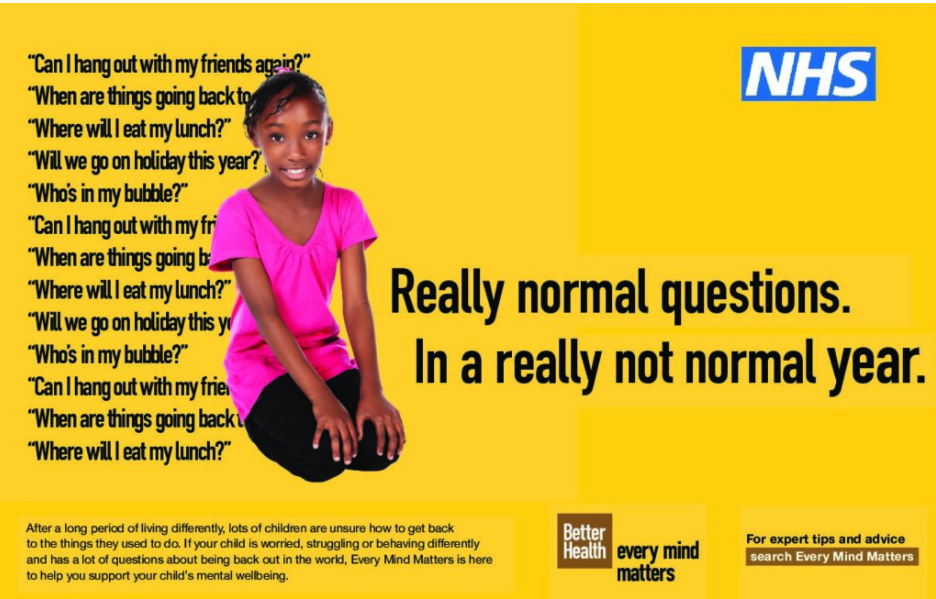 “Can I hang out with my friends again?”
“When are things going back to
“Where will I eat my lunch?”
“Will we go on holiday this year?”
“Who’s in my bubble?”
“Can I hang out with my fri
“When are things going b
“Where will I eat my lunch?”
“Will we go on holiday this y
“Who’s in my bubble?”
“Can I hang out with my frie
“When are things going back t
“Where will I eat my lunch?”
NHS
Really normal questions.
In a really not normal year.
After a long period of living differently, lots of children are unsure how to get back
to the things they used to do. If your child is worried, struggling or behaving differently
and has a lot of questions about being back out in the world, Every Mind Matters is here
to help you support your child’s mental wellbeing.
Better
Health
every mind
matters
For expert tips and advice
search Every Mind Matters